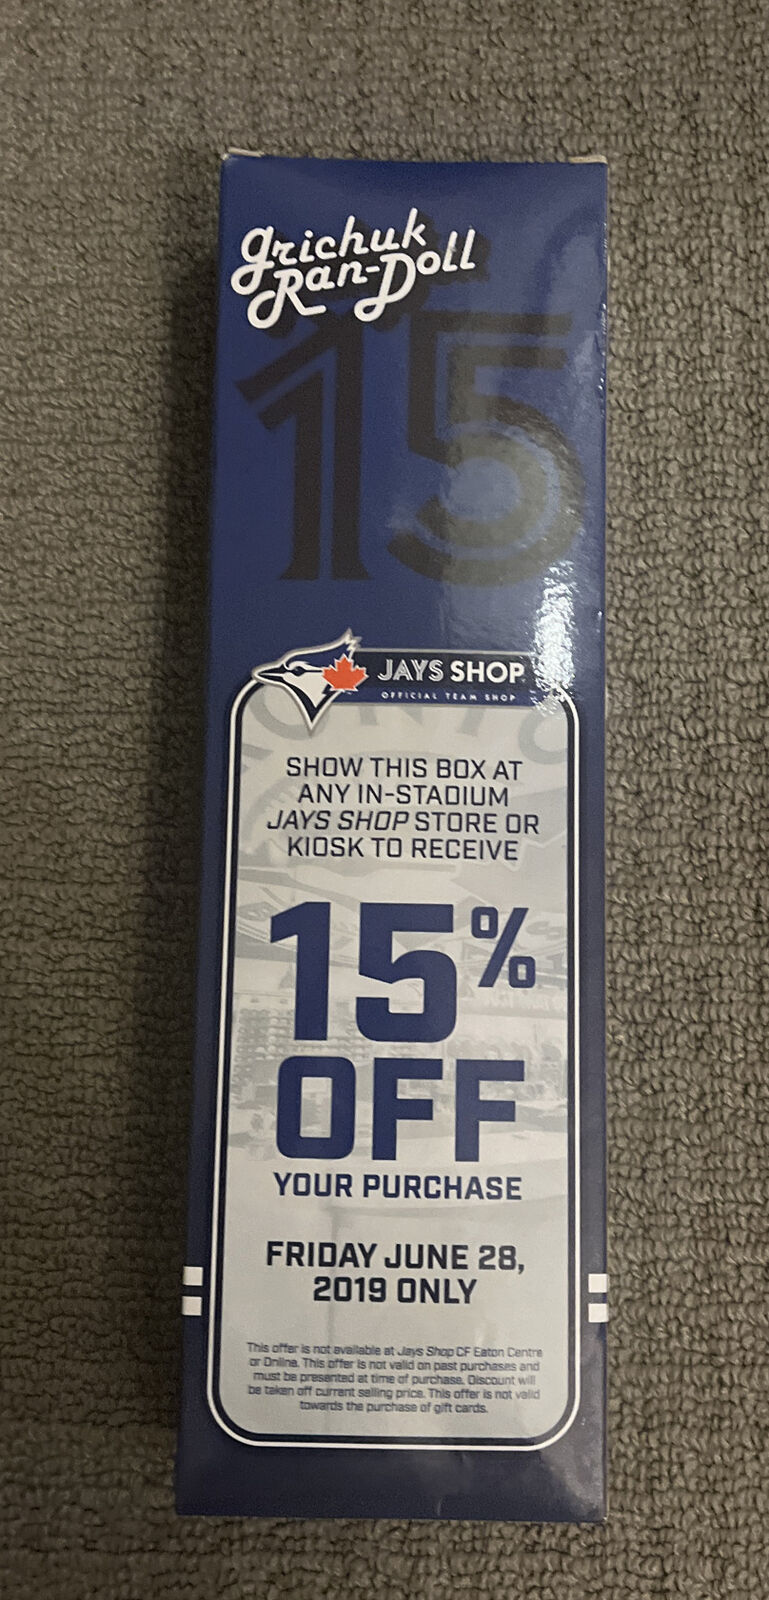 Grichuk
Ran-Doll
15
JAYS SHOP
OFFICIAL TEAM SHOP
SHOW THIS BOX AT
ANY IN-STADIUM
JAYS SHOP STORE OR
KIOSK TO RECEIVE
15%
OFF
YOUR PURCHASE
FRIDAY JUNE 28,
2019 ONLY
This offer is not available at Jays Shop CF Eaton Centre
or Online. This offer is not valid on past purchases and
must be presented at time of purchase. Discount will
be taken off current selling price. This offer is not valid
towards the purchase of gift cards.